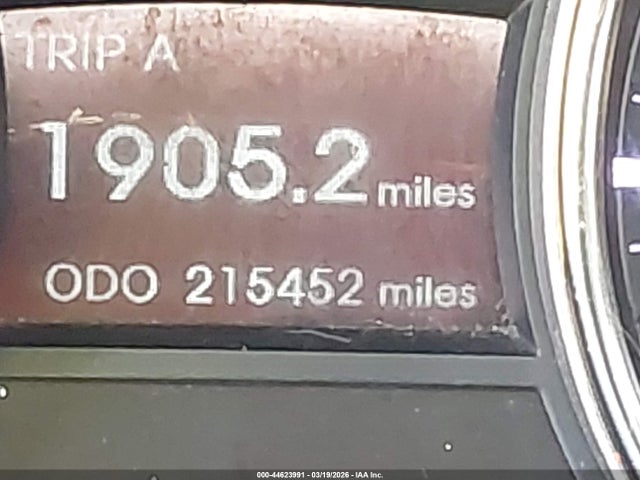 TRIP A
1905.2 miles
ODO 215452 miles
000-44623991 - 03/19/2026 - IAA Inc.